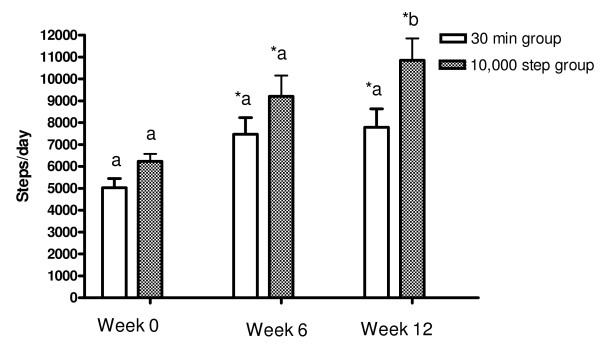 *b
30 min group
10,000 step group
*a
*a
*a
a
a
Steps/day
12000
11000
10000
9000
8000
7000
6000
5000
4000
3000
2000
1000
0
Week 0
Week 6
Week 12